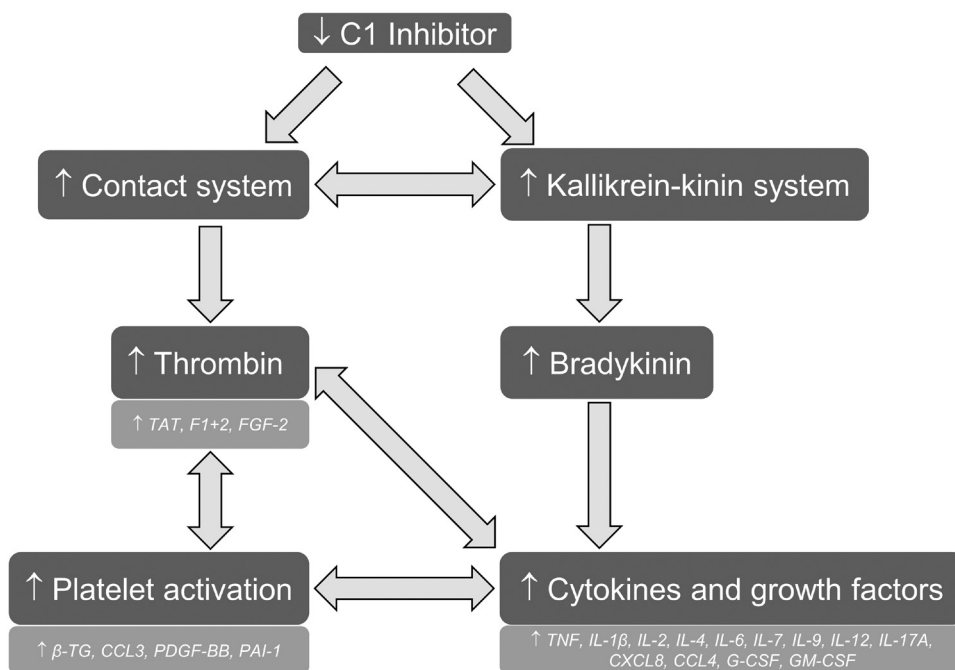 ↓ C1 Inhibitor
↑ Contact system
↑ Kallikrein-kinin system
↑ Thrombin
↑ TAT, F1+2, FGF-2
↑ Bradykinin
↑ Platelet activation
↑ β-TG, CCL3, PDGF-BB, PAI-1
↑ Cytokines and growth factors
↑ TNF, IL-1β, IL-2, IL-4, IL-6, IL-7, IL-9, IL-12, IL-17A,
CXCL8, CCL4, G-CSF, GM-CSF